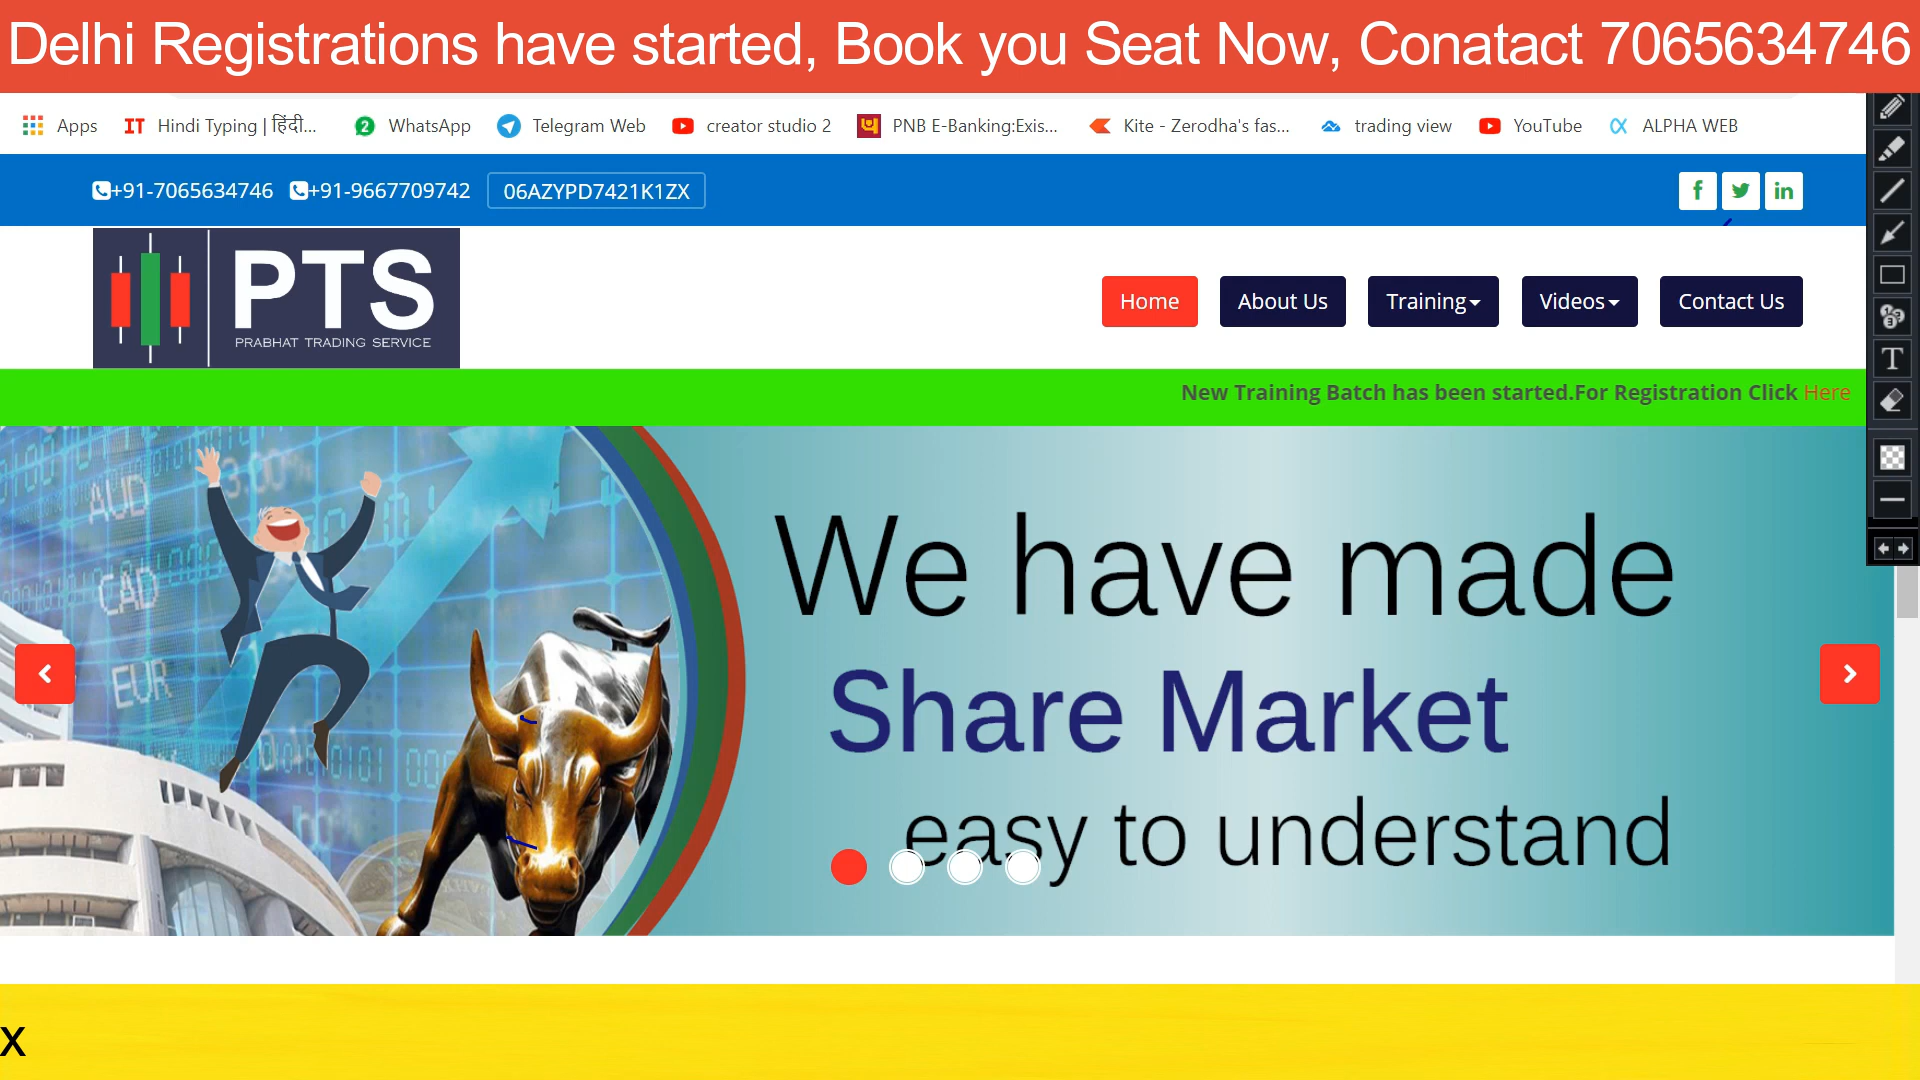 Delhi Registrations have started, Book you Seat Now, Conatact 7065634746
Apps IT Hindi Typing | हिंदी... 2 WhatsApp Telegram Web creator studio 2 PNB E-Banking:Exis... Kite - Zerodha's fas... trading view YouTube ALPHA WEB
+91-7065634746 +91-9667709742 06AZYPD7421K1ZX
f in
PTS
PRABHAT TRADING SERVICE
Home About Us Training Videos Contact Us
New Training Batch has been started.For Registration Click Here
AUD
CAD
EUR
We have made
Share Market
easy to understand
X